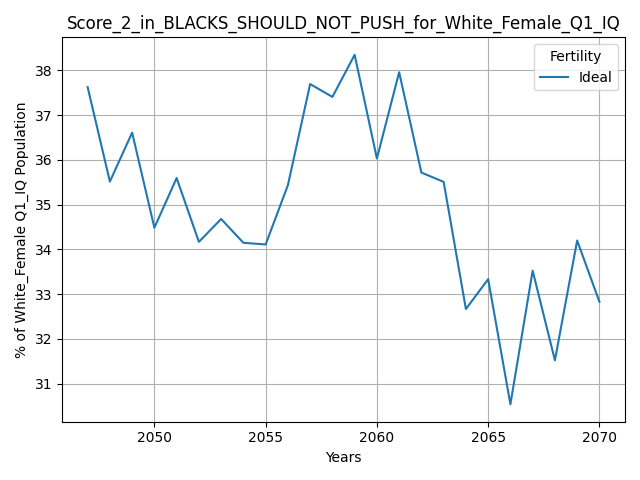 Score_2_in_BLACKS_SHOULD_NOT_PUSH_for_White_Female_Q1_IQ
Fertility
Ideal
38
37
36
35
34
33
32
31
% of White_Female Q1_IQ Population
2050 2055 2060 2065 2070
Years